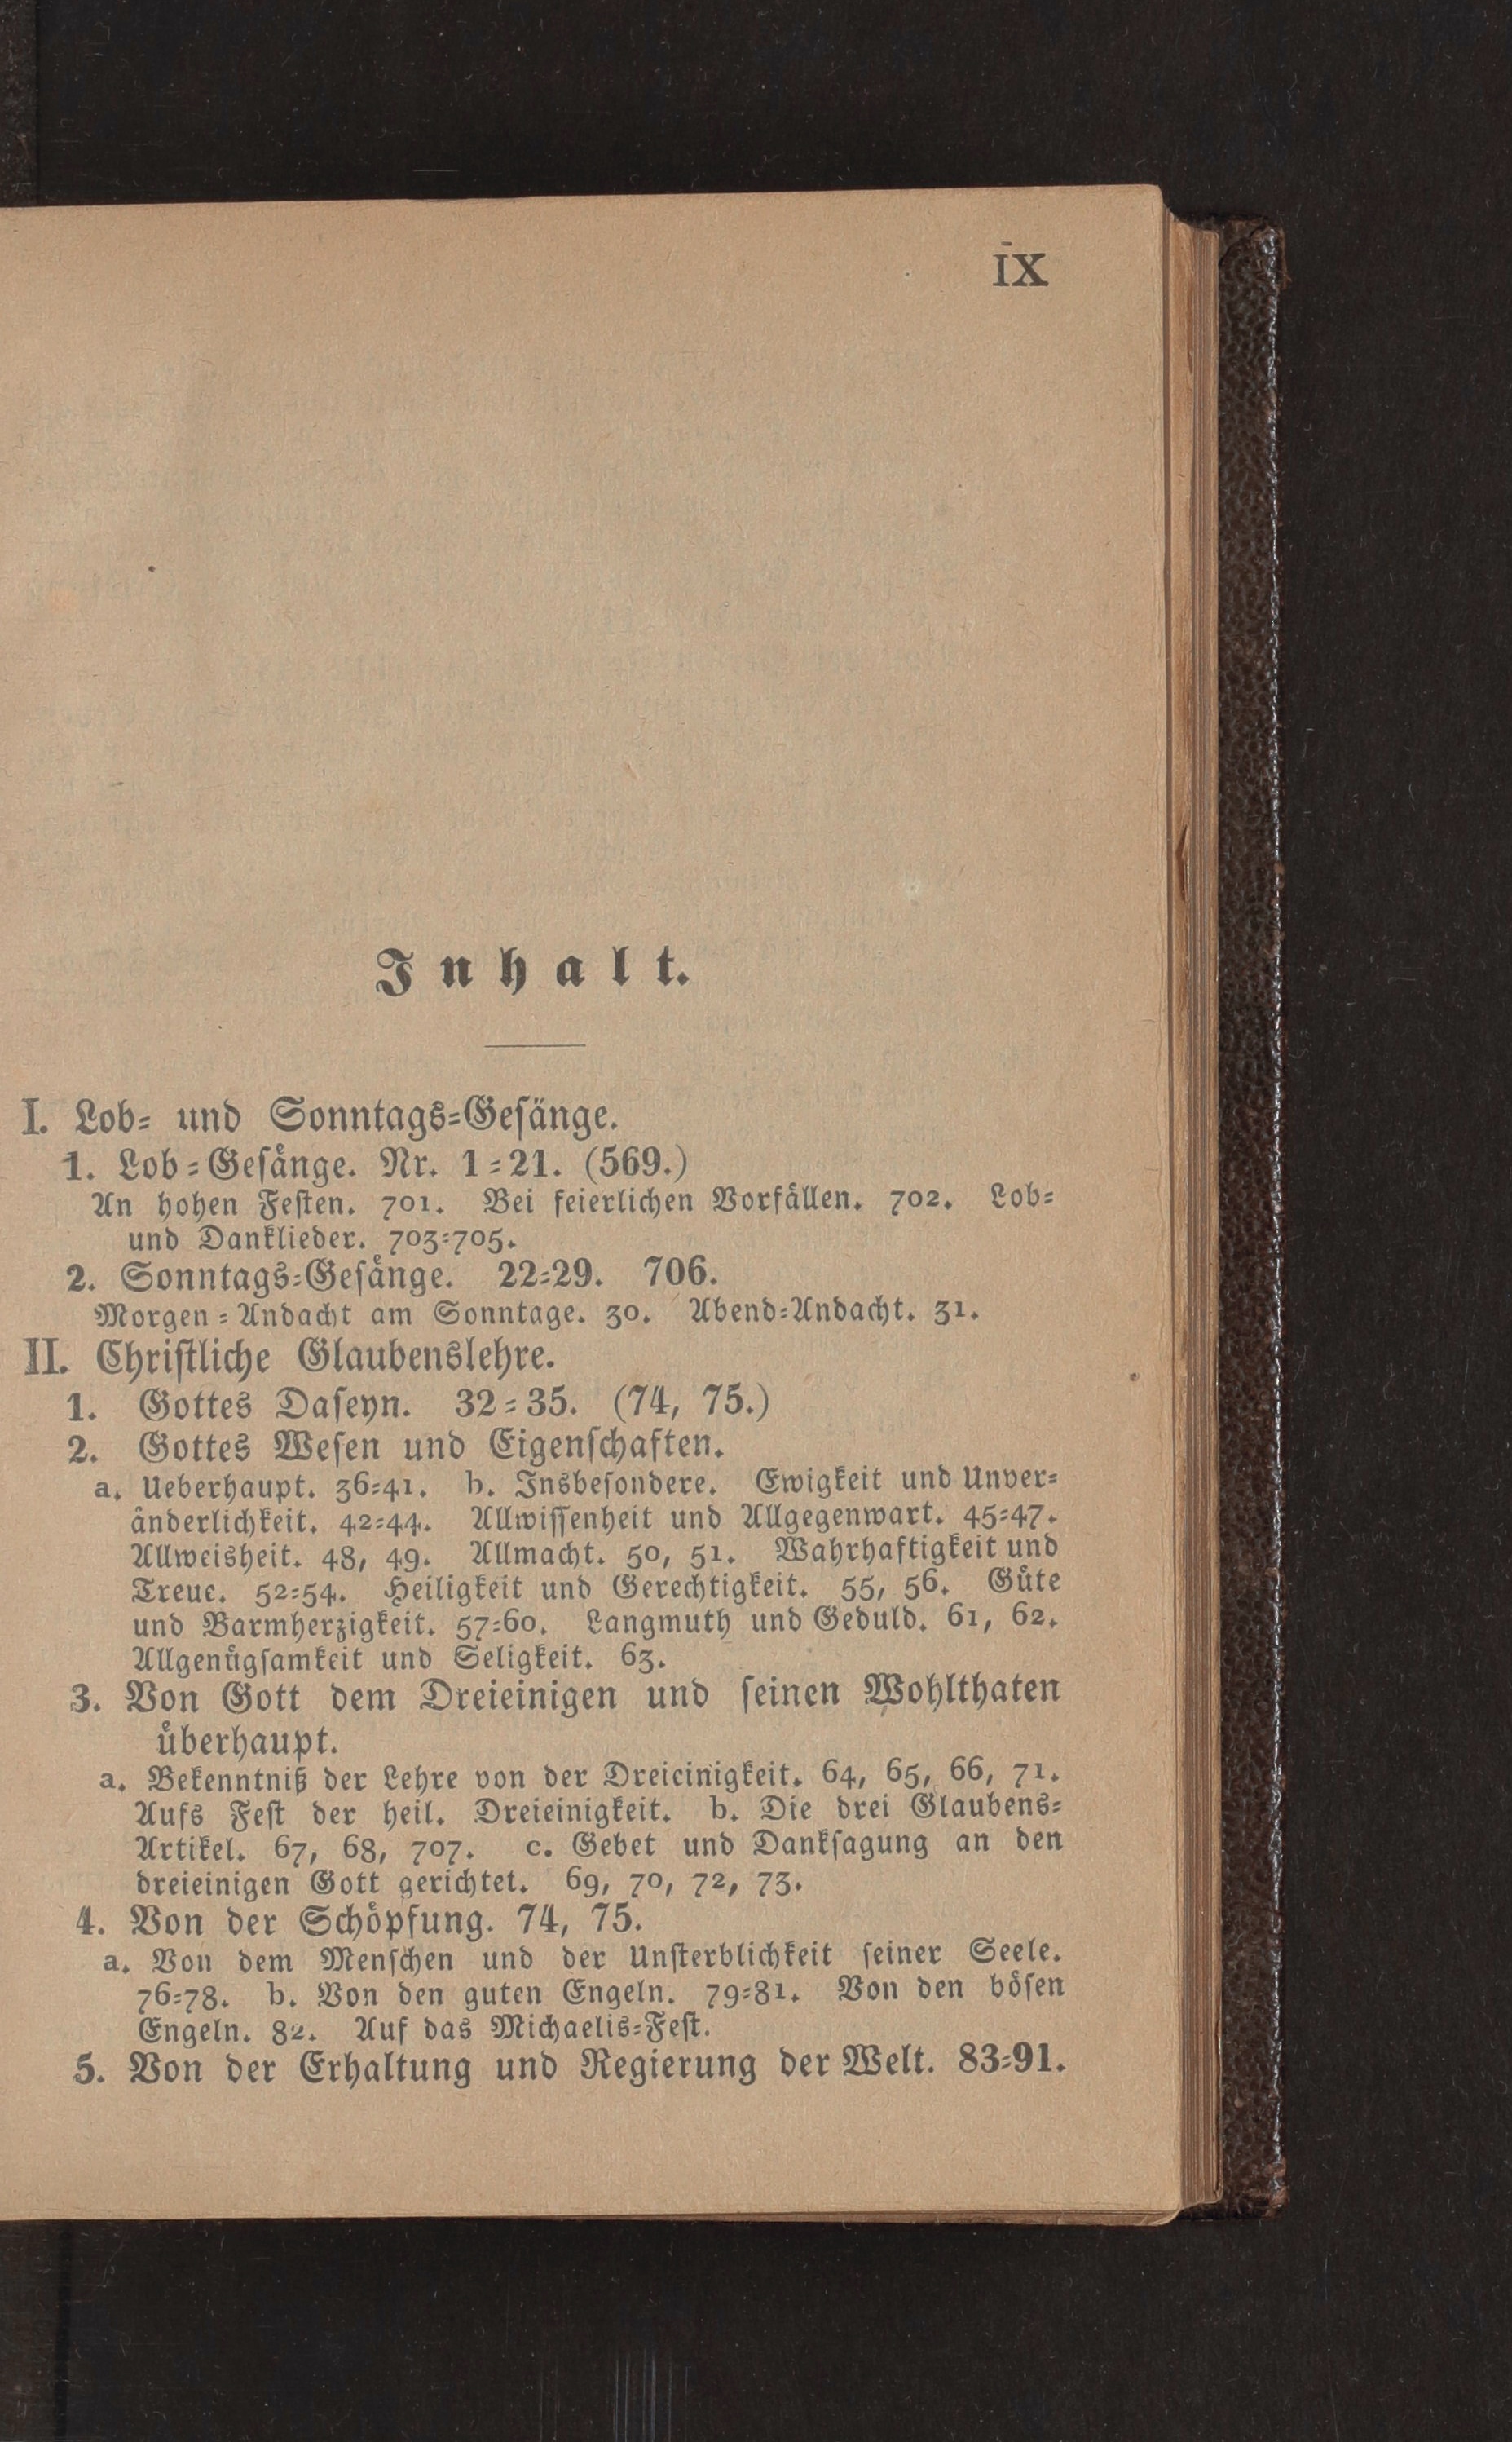 IX
Inhalt.
I. Lob- und Sonntags-Gesänge.
1. Lob-Gesänge. Nr. 1-21. (569.)
An hohen Festen. 701. Bei feierlichen Vorfällen. 702. Lob-
und Danklieder. 703-705.
2. Sonntags-Gesänge. 22-29. 706.
Morgen-Andacht am Sonntage. 30. Abend-Andacht. 31.
II. Christliche Glaubenslehre.
1. Gottes Daseyn. 32-35. (74, 75.)
2. Gottes Wesen und Eigenschaften.
a. Ueberhaupt. 36-41. b. Insbesondere. Ewigkeit und Unver-
änderlichkeit. 42-44. Allwissenheit und Allgegenwart. 45-47.
Allweisheit. 48, 49. Allmacht. 50, 51. Wahrhaftigkeit und
Treue. 52-54. Heiligkeit und Gerechtigkeit. 55, 56. Güte
und Barmherzigkeit. 57-60. Langmuth und Geduld. 61, 62.
Allgenügsamkeit und Seligkeit. 63.
3. Von Gott dem Dreieinigen und seinen Wohlthaten
überhaupt.
a. Bekenntniß der Lehre von der Dreieinigkeit. 64, 65, 66, 71.
Aufs Fest der heil. Dreieinigkeit. b. Die drei Glaubens-
Artikel. 67, 68, 707. c. Gebet und Danksagung an den
dreieinigen Gott gerichtet. 69, 70, 72, 73.
4. Von der Schöpfung. 74, 75.
a. Von dem Menschen und der Unsterblichkeit seiner Seele.
76-78. b. Von den guten Engeln. 79-81. Von den bösen
Engeln. 82. Auf das Michaelis-Fest.
5. Von der Erhaltung und Regierung der Welt. 83-91.